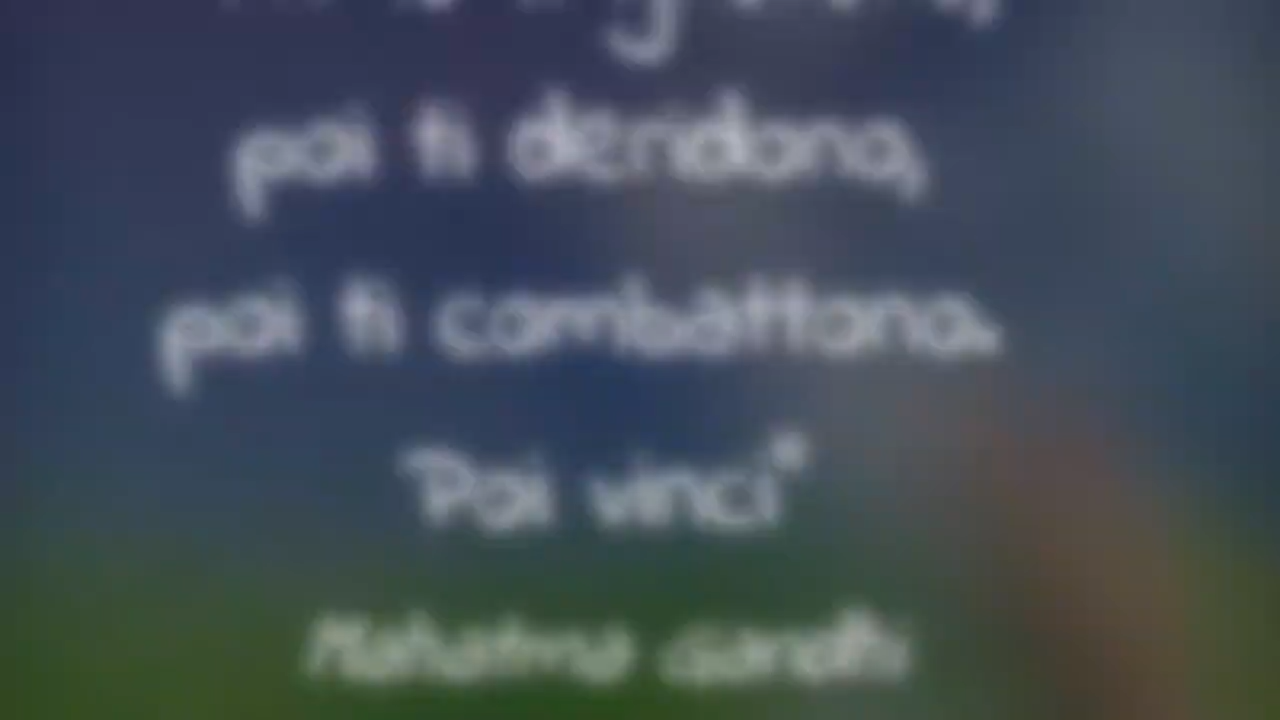 poi ti deridono,
poi ti combattono.
"Poi vinci"
Mahatma Gandhi